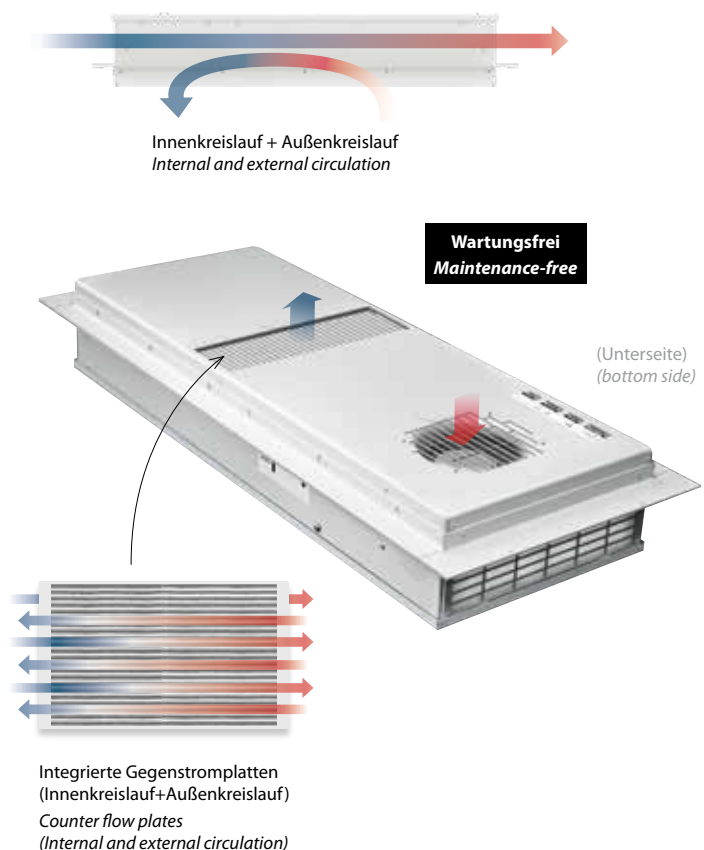 Innenkreislauf + Außenkreislauf
Internal and external circulation
Wartungsfrei
Maintenance-free
(Unterseite)
(bottom side)
Integrierte Gegenstromplatten
(Innenkreislauf+Außenkreislauf)
Counter flow plates
(Internal and external circulation)